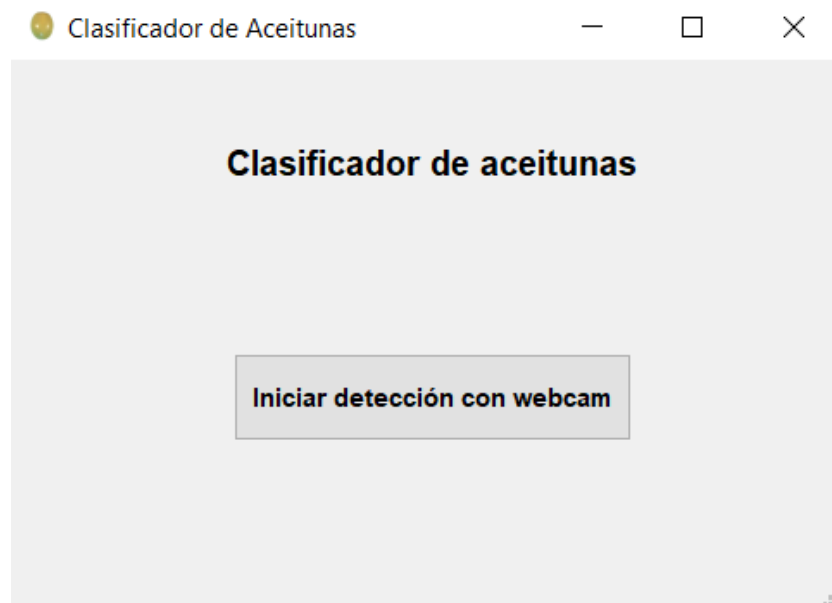 Clasificador de Aceitunas
Clasificador de aceitunas
Iniciar detección con webcam